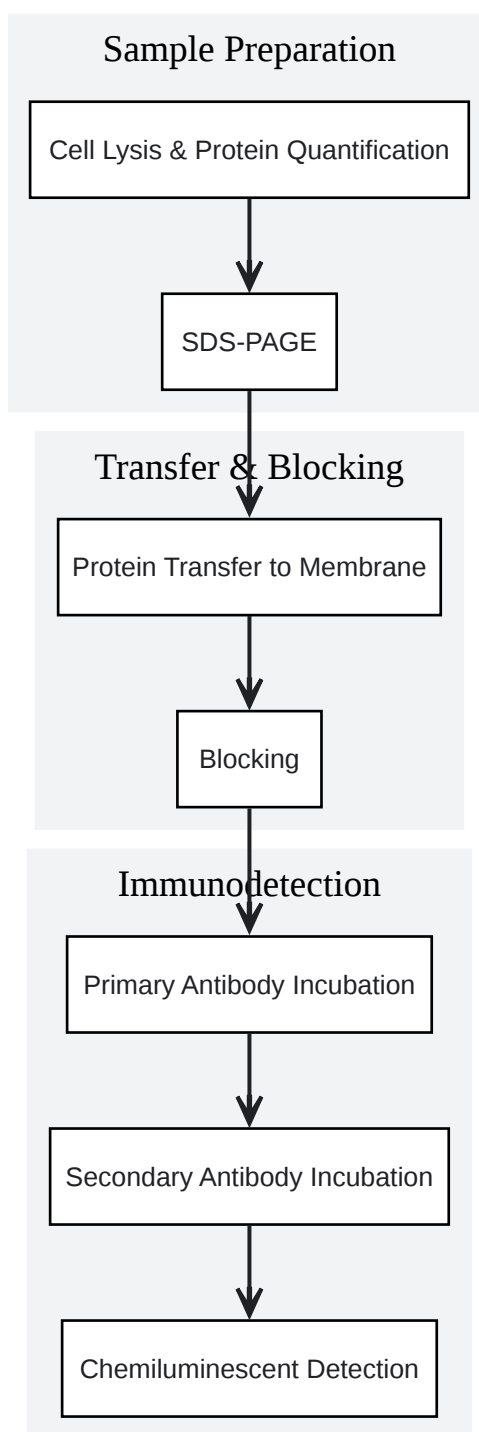 Sample Preparation
Cell Lysis & Protein Quantification
SDS-PAGE
Transfer & Blocking
Protein Transfer to Membrane
Blocking
Immunodetection
Primary Antibody Incubation
Secondary Antibody Incubation
Chemiluminescent Detection